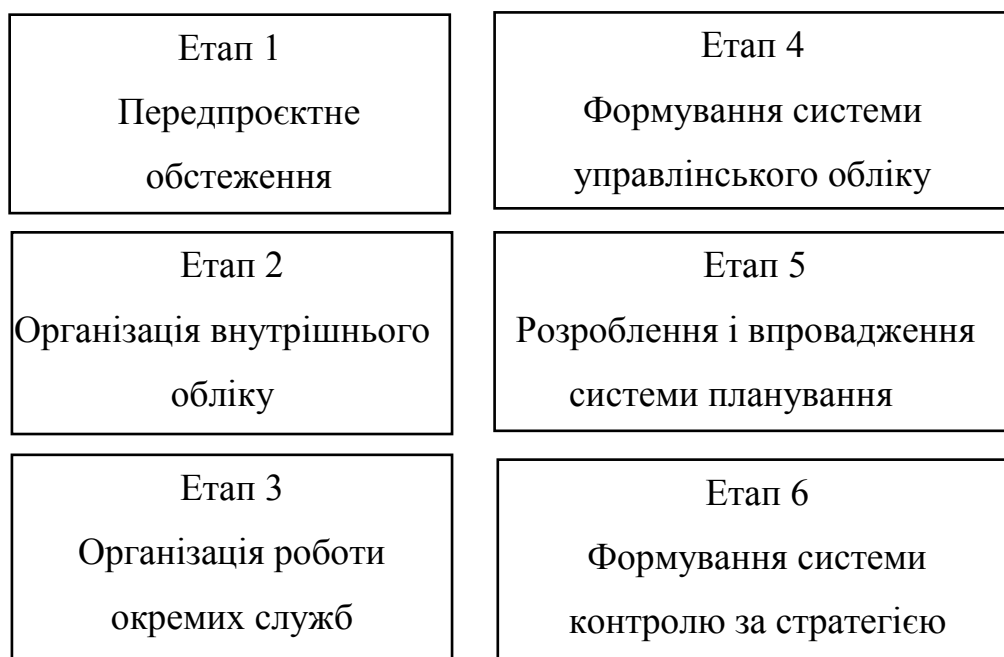 Етап 1
Передпроєктне
обстеження
Етап 2
Організація внутрішнього
обліку
Етап 3
Організація роботи
окремих служб
Етап 4
Формування системи
управлінського обліку
Етап 5
Розроблення і впровадження
системи планування
Етап 6
Формування системи
контролю за стратегією